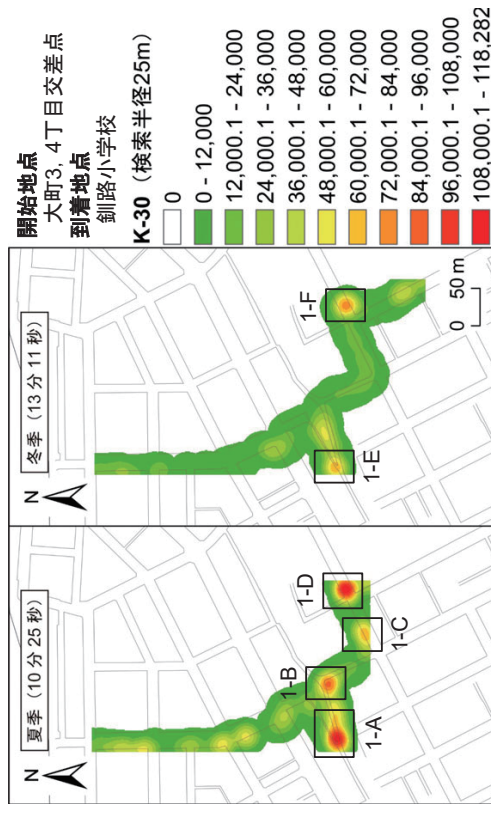 夏季（10分25秒）
N
1-A
1-B
1-C
1-D
冬季（13分11秒）
N
1-E
1-F
0 50 m
開始地点
大町3, 4丁目交差点
到着地点
釧路小学校
K-30（検索半径25m）
0
0 - 12,000
12,000.1 - 24,000
24,000.1 - 36,000
36,000.1 - 48,000
48,000.1 - 60,000
60,000.1 - 72,000
72,000.1 - 84,000
84,000.1 - 96,000
96,000.1 - 108,000
108,000.1 - 118,282